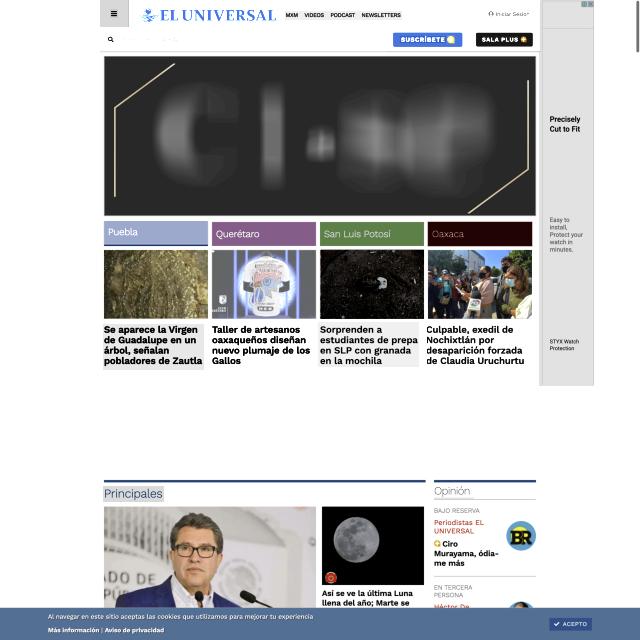 EL UNIVERSAL
MXM VIDEOS PODCAST NEWSLETTERS
Iniciar Sesión
SUSCRÍBETE
SALA PLUS
Precisely
Cut to Fit
Easy to
install,
Protect your
watch in
minutes.
STYX Watch
Protection
Puebla
Querétaro
San Luis Potosí
Oaxaca
Se aparece la Virgen
de Guadalupe en un
árbol, señalan
pobladores de Zautla
Taller de artesanos
oaxaqueños diseñan
nuevo plumaje de los
Gallos
Sorprenden a
estudiantes de prepa
en SLP con granada
en la mochila
Culpable, exedil de
Nochixtlán por
desaparición forzada
de Claudia Uruchurtu
Principales
Así se ve la última Luna
llena del año; Marte se
Opinión
BAJO RESERVA
Periodistas EL
UNIVERSAL
BR
Ciro
Murayama, ódia-
me más
EN TERCERA
PERSONA
Héctor De
Al navegar en este sitio aceptas las cookies que utilizamos para mejorar tu experiencia
Más información | Aviso de privacidad
ACEPTO